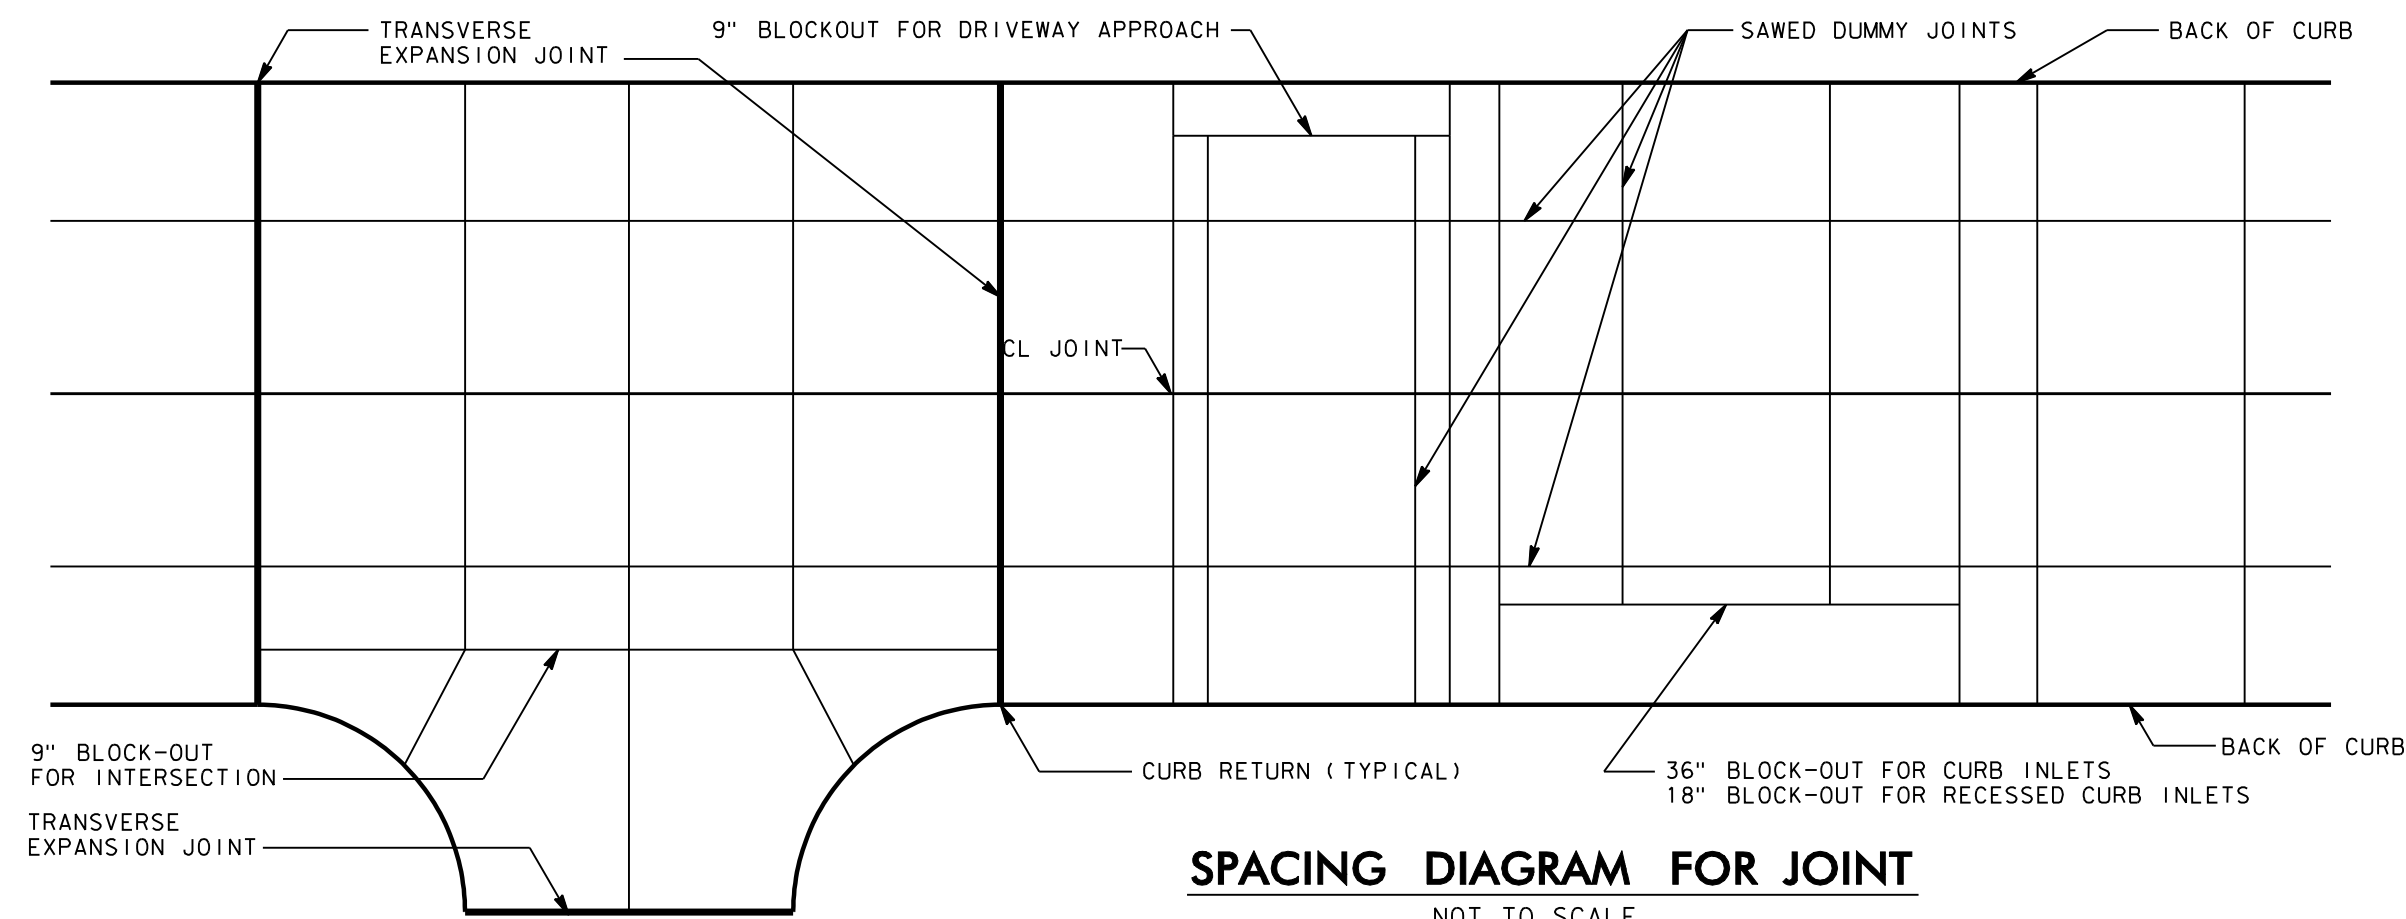 TRANSVERSE
EXPANSION JOINT
9" BLOCKOUT FOR DRIVEWAY APPROACH
SAWED DUMMY JOINTS
BACK OF CURB
CL JOINT
9" BLOCK-OUT
FOR INTERSECTION
TRANSVERSE
EXPANSION JOINT
CURB RETURN (TYPICAL)
36" BLOCK-OUT FOR CURB INLETS
18" BLOCK-OUT FOR RECESSED CURB INLETS
BACK OF CURB
SPACING DIAGRAM FOR JOINT
NOT TO SCALE